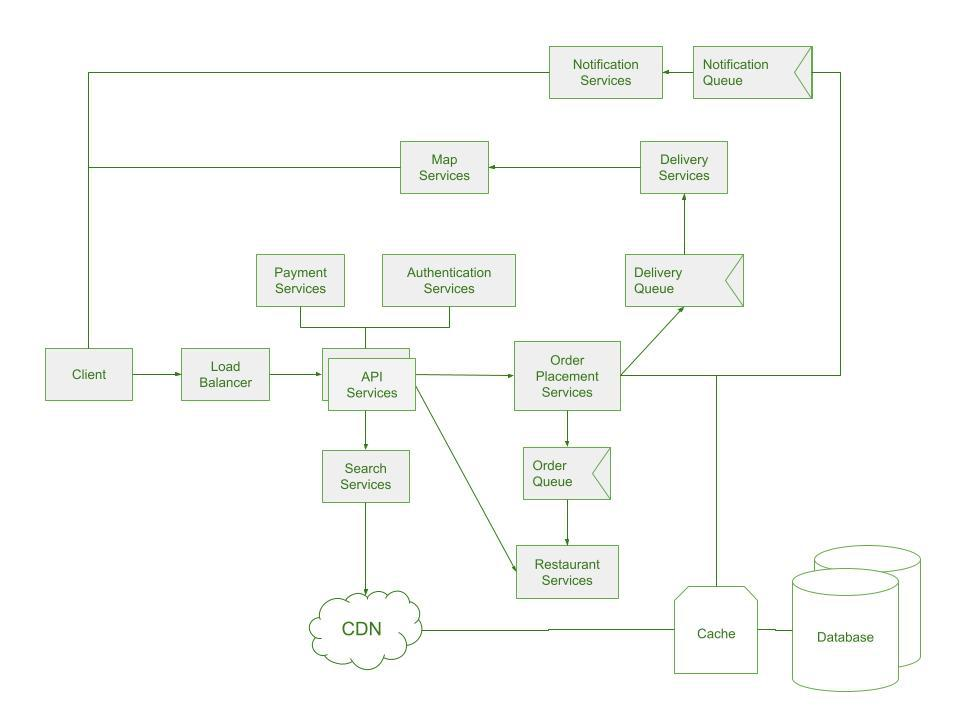 Notification
Services
Notification
Queue
Map
Services
Delivery
Services
Payment
Services
Authentication
Services
Delivery
Queue
Client
Load
Balancer
API
Services
Order
Placement
Services
Search
Services
Order
Queue
Restaurant
Services
CDN
Cache
Database